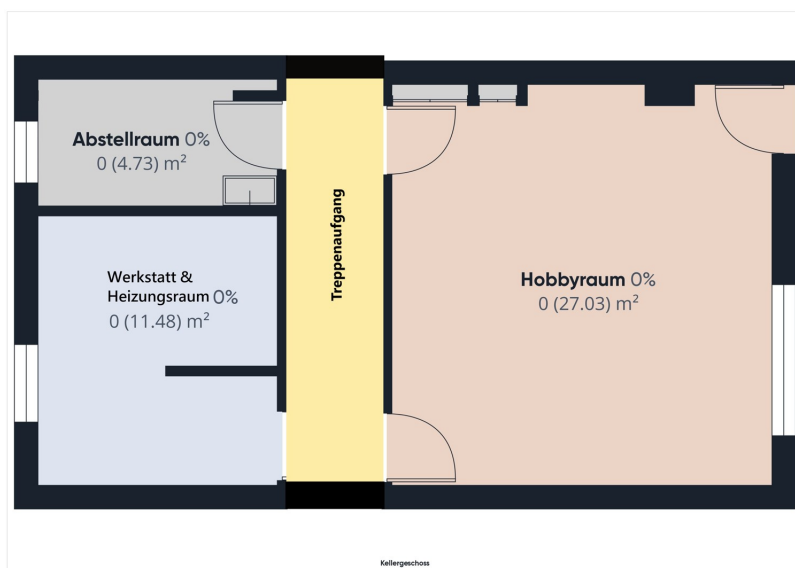 Abstellraum 0%
0 (4.73) m²
Werkstatt &
Heizungsraum 0%
0 (11.48) m²
Treppenaufgang
Hobbyraum 0%
0 (27.03) m²
Kellergeschoss